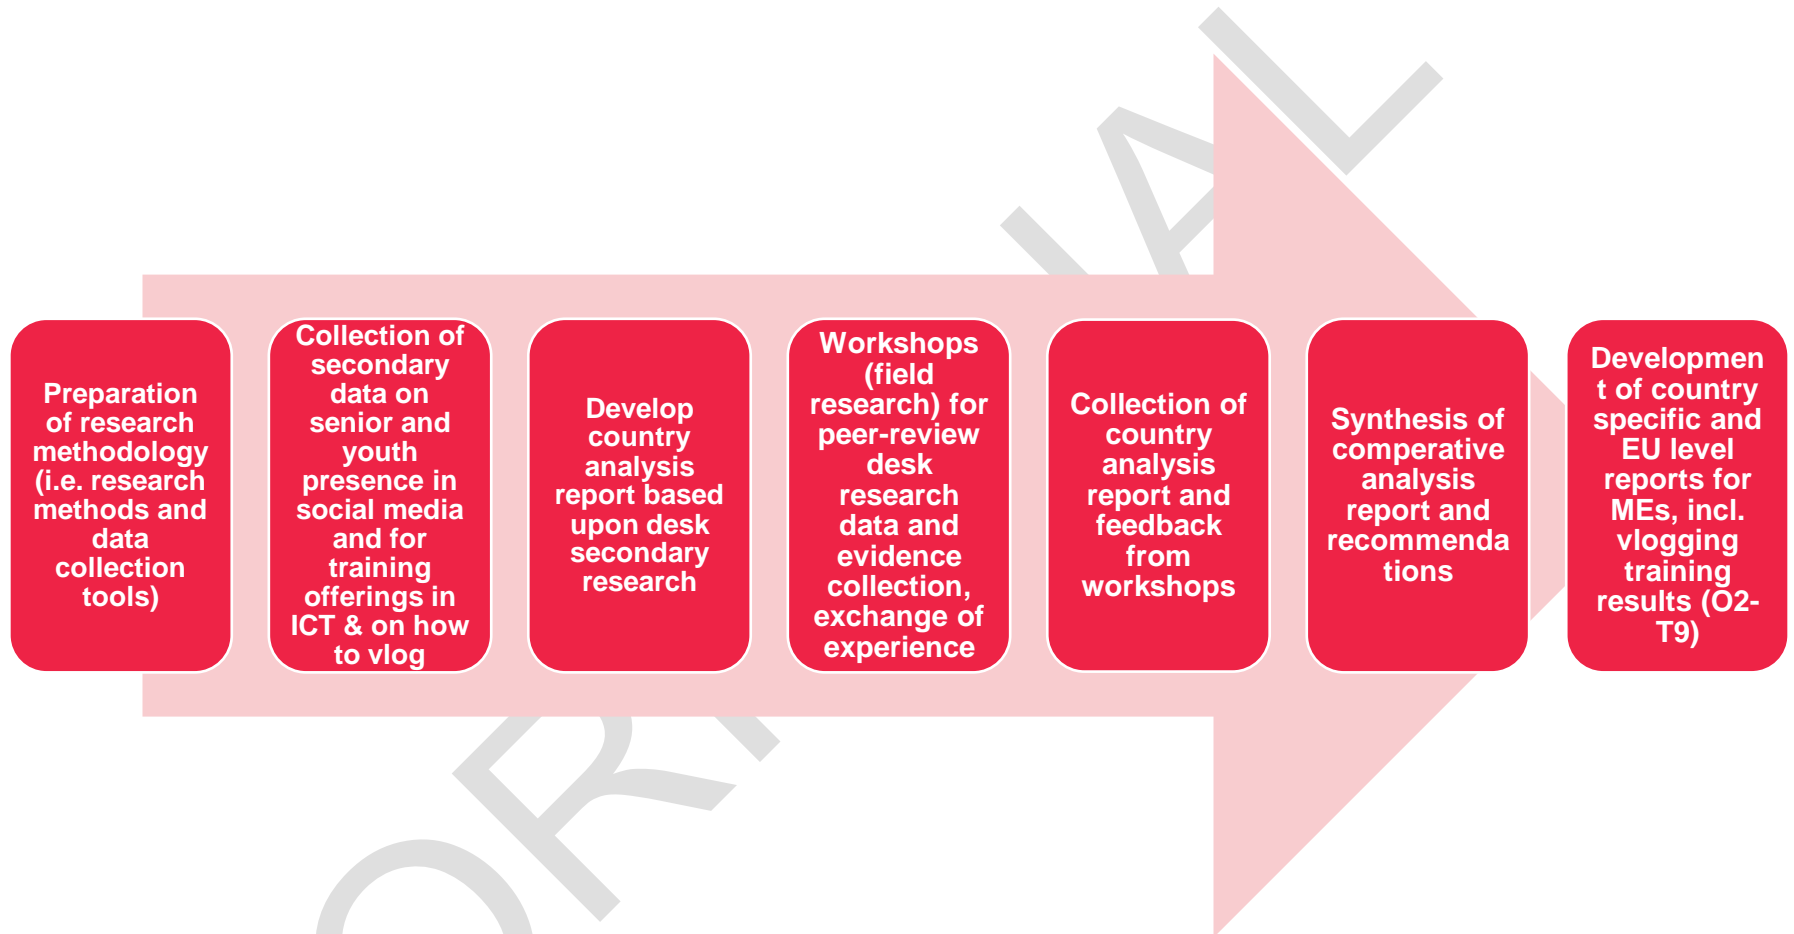 Preparation
of research
methodology
(i.e. research
methods and
data
collection
tools)
Collection of
secondary
data on
senior and
youth
presence in
social media
and for
training
offerings in
ICT & on how
to vlog
Develop
country
analysis
report based
upon desk
secondary
research
Workshops
(field
research) for
peer-review
desk
research
data and
evidence
collection,
exchange of
experience
Collection of
country
analysis
report and
feedback
from
workshops
Synthesis of
comperative
analysis
report and
recommenda
tions
Developmen
t of country
specific and
EU level
reports for
MEs, incl.
vlogging
training
results (O2-
T9)